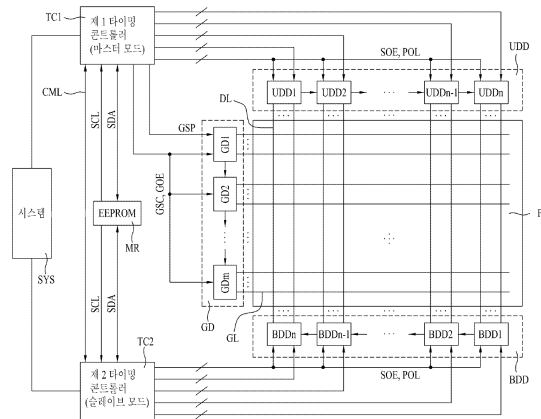 TC1
제 1 타이밍
콘트롤러
(마스터 모드)
SOE, POL
UDD
UDD1
UDD2
UDDn-1
UDDn
CML
SCL
SDA
DL
GSP
GD1
GSC, GOE
GD2
시스템
EEPROM
MR
SYS
SCL
SDA
GDm
GD
GL
BDDn
BDDn-1
BDD2
BDD1
TC2
제 2 타이밍
콘트롤러
(슬레이브 모드)
SOE, POL
BDD